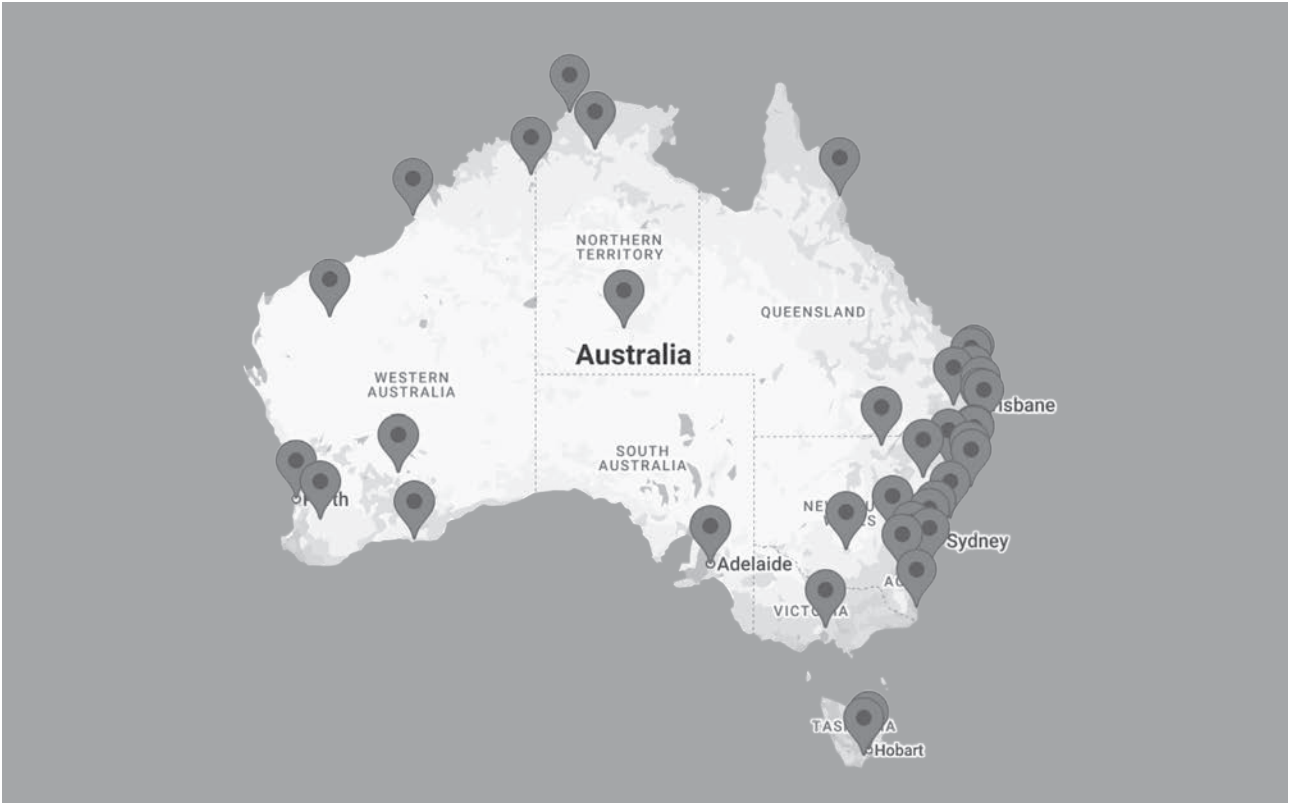 NORTHERN
TERRITORY
QUEENSLAND
Australia
WESTERN
AUSTRALIA
SOUTH
AUSTRALIA
Adelaide
Sydney
Hobart